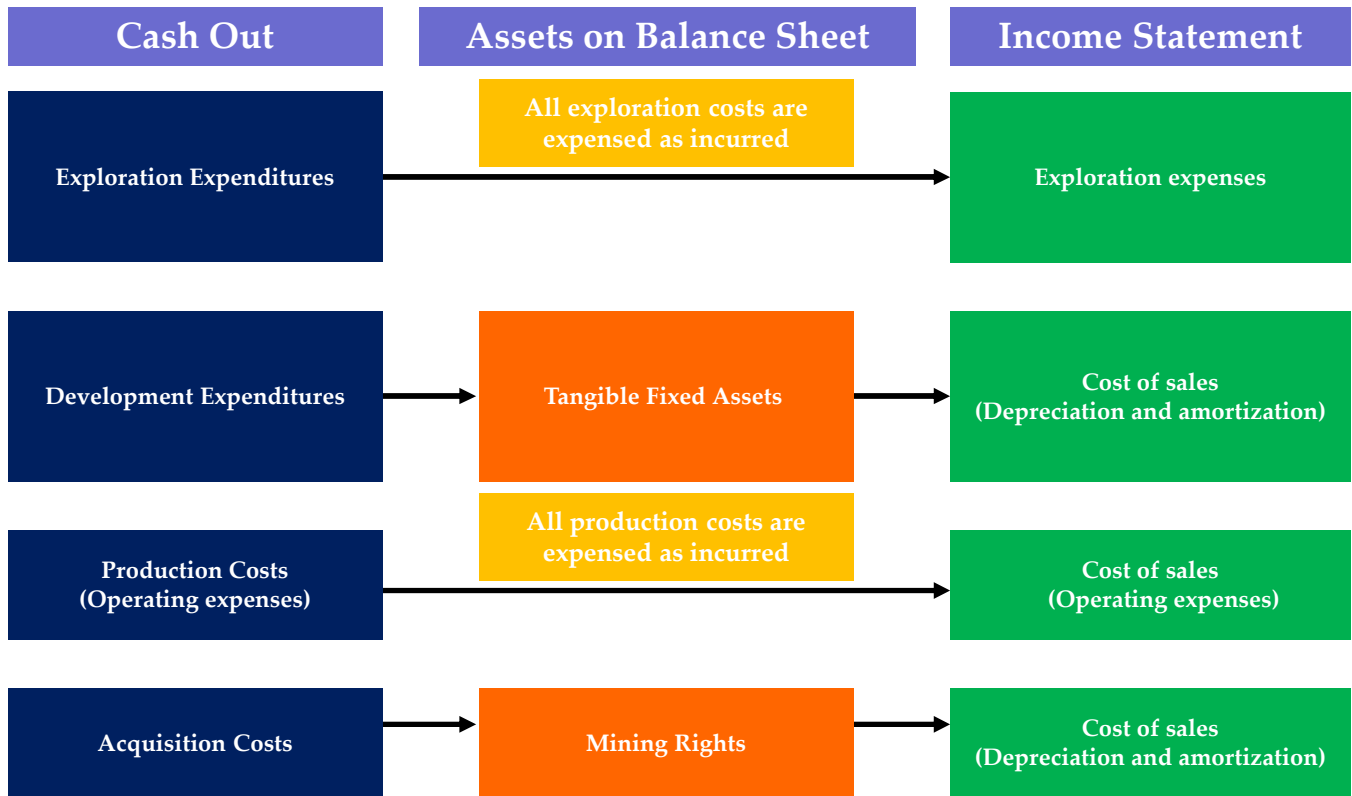 Cash Out
Assets on Balance Sheet
Income Statement
All exploration costs are
expensed as incurred
Exploration Expenditures
Exploration expenses
Development Expenditures
Tangible Fixed Assets
Cost of sales
(Depreciation and amortization)
All production costs are
expensed as incurred
Production Costs
(Operating expenses)
Cost of sales
(Operating expenses)
Acquisition Costs
Mining Rights
Cost of sales
(Depreciation and amortization)